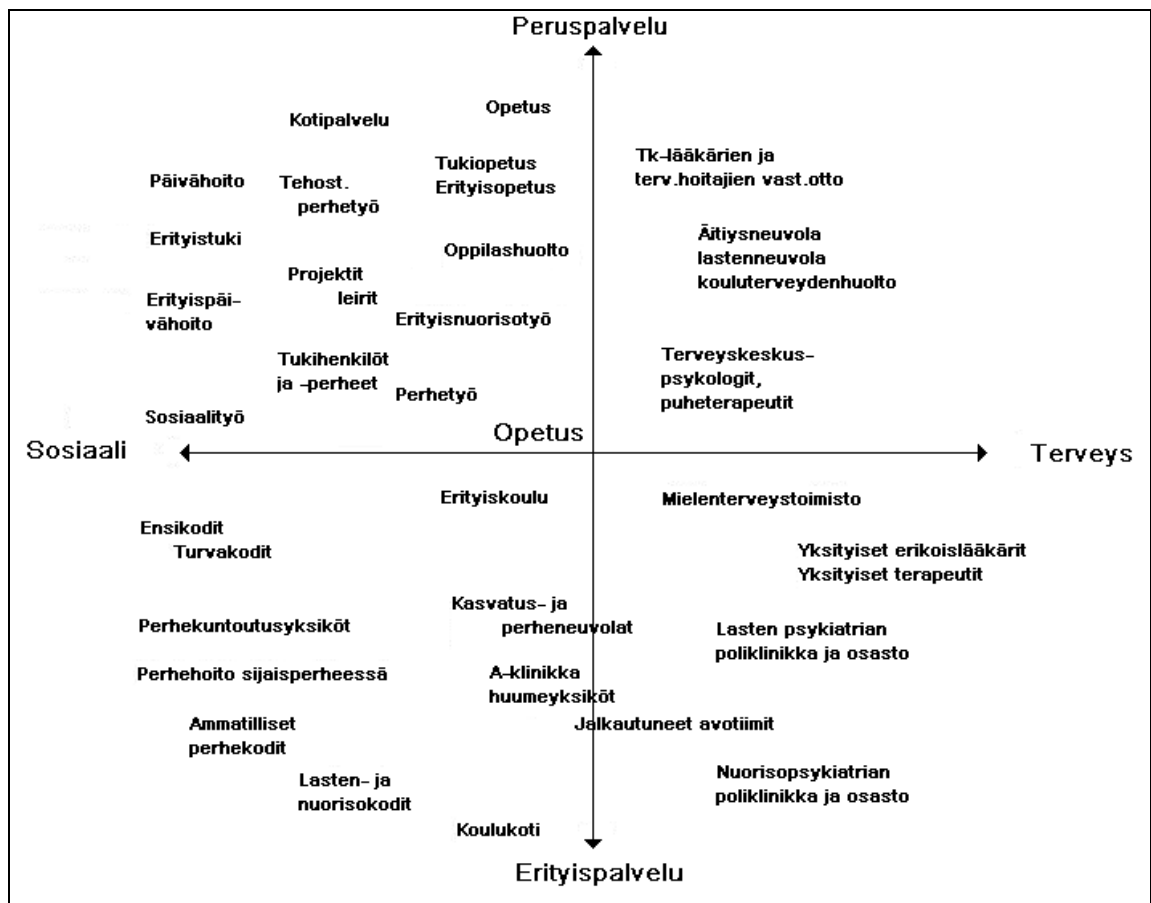 Peruspalvelu
Opetus
Kotipalvelu
Tukiopetus
Erityisopetus
Tk-lääkärien ja
terv.hoitajien vast.otto
Päivähoito
Tehost.
perhetyö
Erityistuki
Oppilashuolto
Äitiysneuvola
lastenneuvola
kouluterveydenhuolto
Projektit
leirit
Erityispäi-
vähoito
Erityisnuorisotyö
Tukihenkilöt
ja -perheet
Perhetyö
Terveyskeskus-
psykologit,
puheterapeutit
Sosiaalityö
Opetus
Sosiaali
Terveys
Erityiskoulu
Mielenterveystoimisto
Ensikodit
Turvakodit
Yksityiset erikoislääkärit
Yksityiset terapeutit
Kasvatus- ja
perheneuvolat
Perhekuntoutusyksiköt
Lasten psykiatrian
poliklinikka ja osasto
Perhehoito sijaisperheessä
A-klinikka
huumeyksiköt
Ammatilliset
perhekodit
Jalkautuneet avotiimit
Lasten- ja
nuorisokodit
Nuorisopsykiatrian
poliklinikka ja osasto
Koulukoti
Erityispalvelu